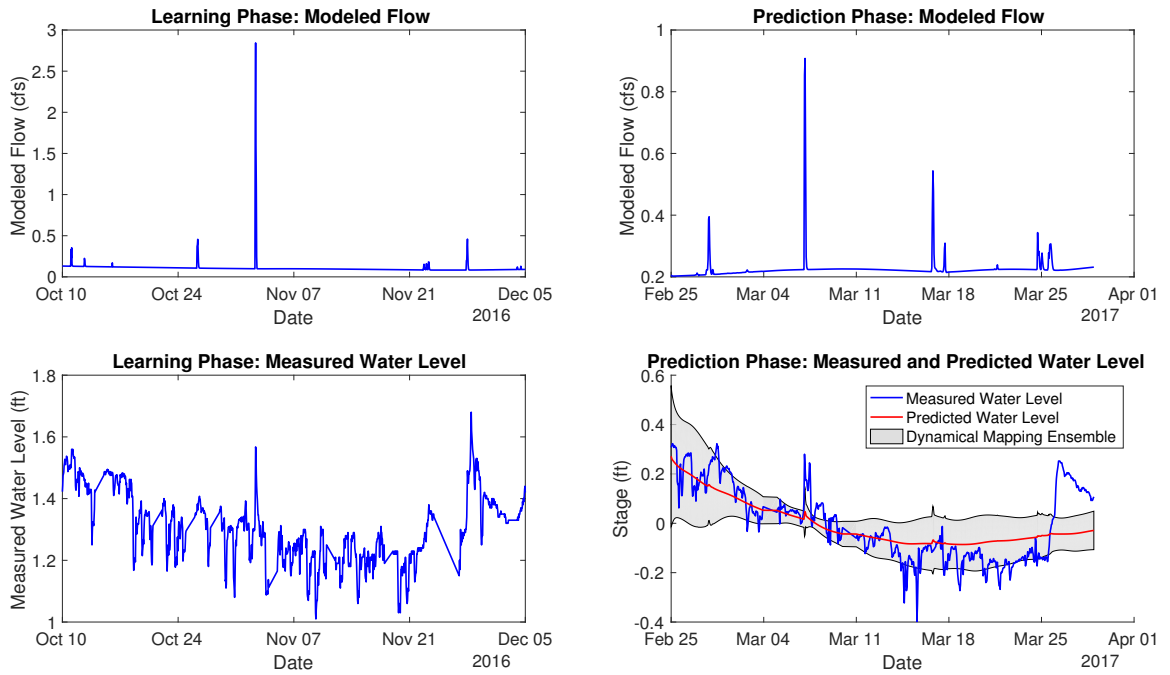 Learning Phase: Modeled Flow
Modeled Flow (cfs)
3
2.5
2
1.5
1
0.5
0
Oct 10
Oct 24
Nov 07
Nov 21
Dec 05
Date
2016
Prediction Phase: Modeled Flow
Modeled Flow (cfs)
1
0.8
0.6
0.4
0.2
Feb 25
Mar 04
Mar 11
Mar 18
Mar 25
Apr 01
Date
2017
Learning Phase: Measured Water Level
Measured Water Level (ft)
1.8
1.6
1.4
1.2
1
Oct 10
Oct 24
Nov 07
Nov 21
Dec 05
Date
2016
Prediction Phase: Measured and Predicted Water Level
Stage (ft)
0.6
0.4
0.2
0
-0.2
-0.4
Measured Water Level
Predicted Water Level
Dynamical Mapping Ensemble
Feb 25
Mar 04
Mar 11
Mar 18
Mar 25
Apr 01
Date
2017